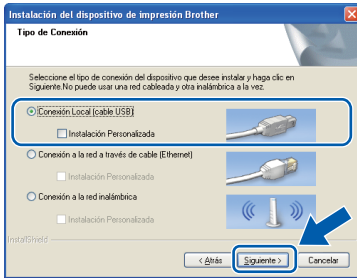 Instalación del dispositivo de impresión Brother
Tipo de Conexión
Seleccione el tipo de conexión del dispositivo que desee instalar y haga clic en
Siguiente.No puede usar una red cableada y otra inalámbrica a la vez.
Conexión Local (cable USB)
Instalación Personalizada
Conexión a la red a través de cable (Ethernet)
Instalación Personalizada
Conexión a la red inalámbrica
Instalación Personalizada
InstallShield
< Atrás Siguiente > Cancelar